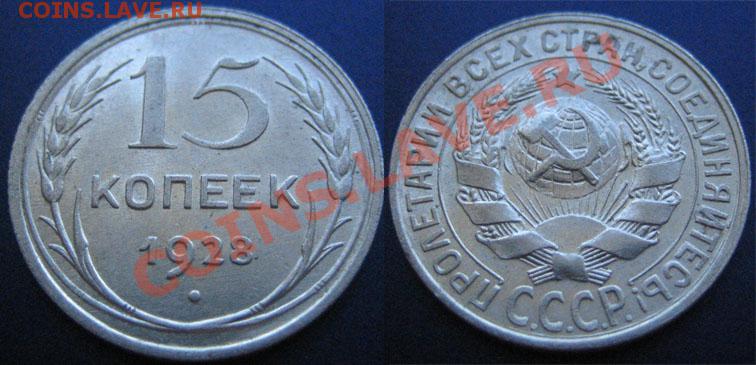 COINS.LAVE.RU
15
КОПЕЕК
1928
ПРОЛЕТАРИИ ВСЕХ СТРАН, СОЕДИНЯЙТЕСЬ!
С.С.С.Р.
COINS.LAVE.RU